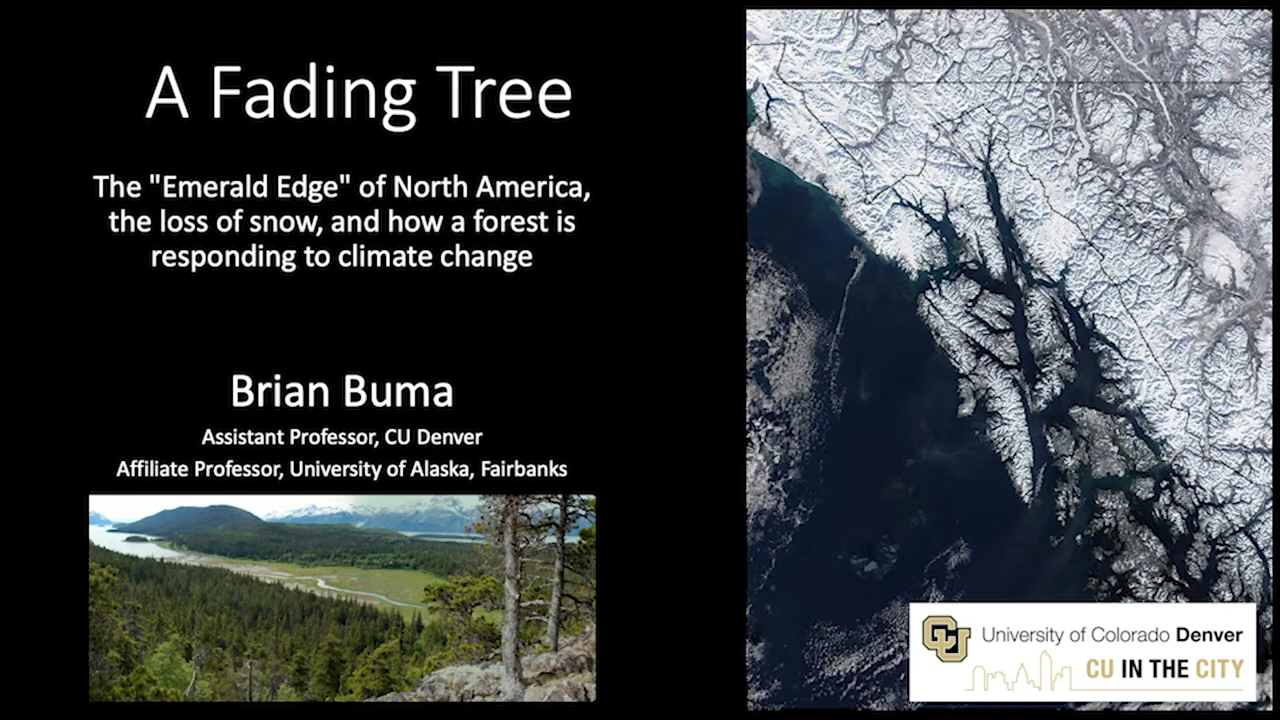 A Fading Tree
The "Emerald Edge" of North America,
the loss of snow, and how a forest is
responding to climate change
Brian Buma
Assistant Professor, CU Denver
Affiliate Professor, University of Alaska, Fairbanks
CU
University of Colorado Denver
CU IN THE CITY